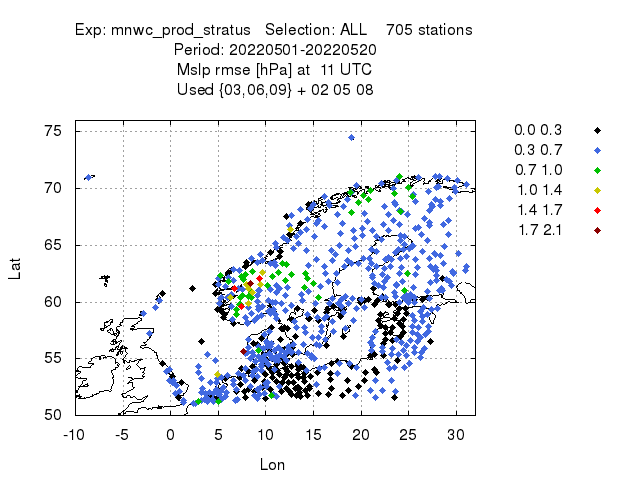 Exp: mnwc_prod_stratus   Selection: ALL    705 stations
Period: 20220501-20220520
Mslp rmse [hPa] at  11 UTC
Used {03,06,09} + 02 05 08
0.0 0.3
0.3 0.7
0.7 1.0
1.0 1.4
1.4 1.7
1.7 2.1
75
70
65
60
55
50
Lat
-10 -5 0 5 10 15 20 25 30
Lon